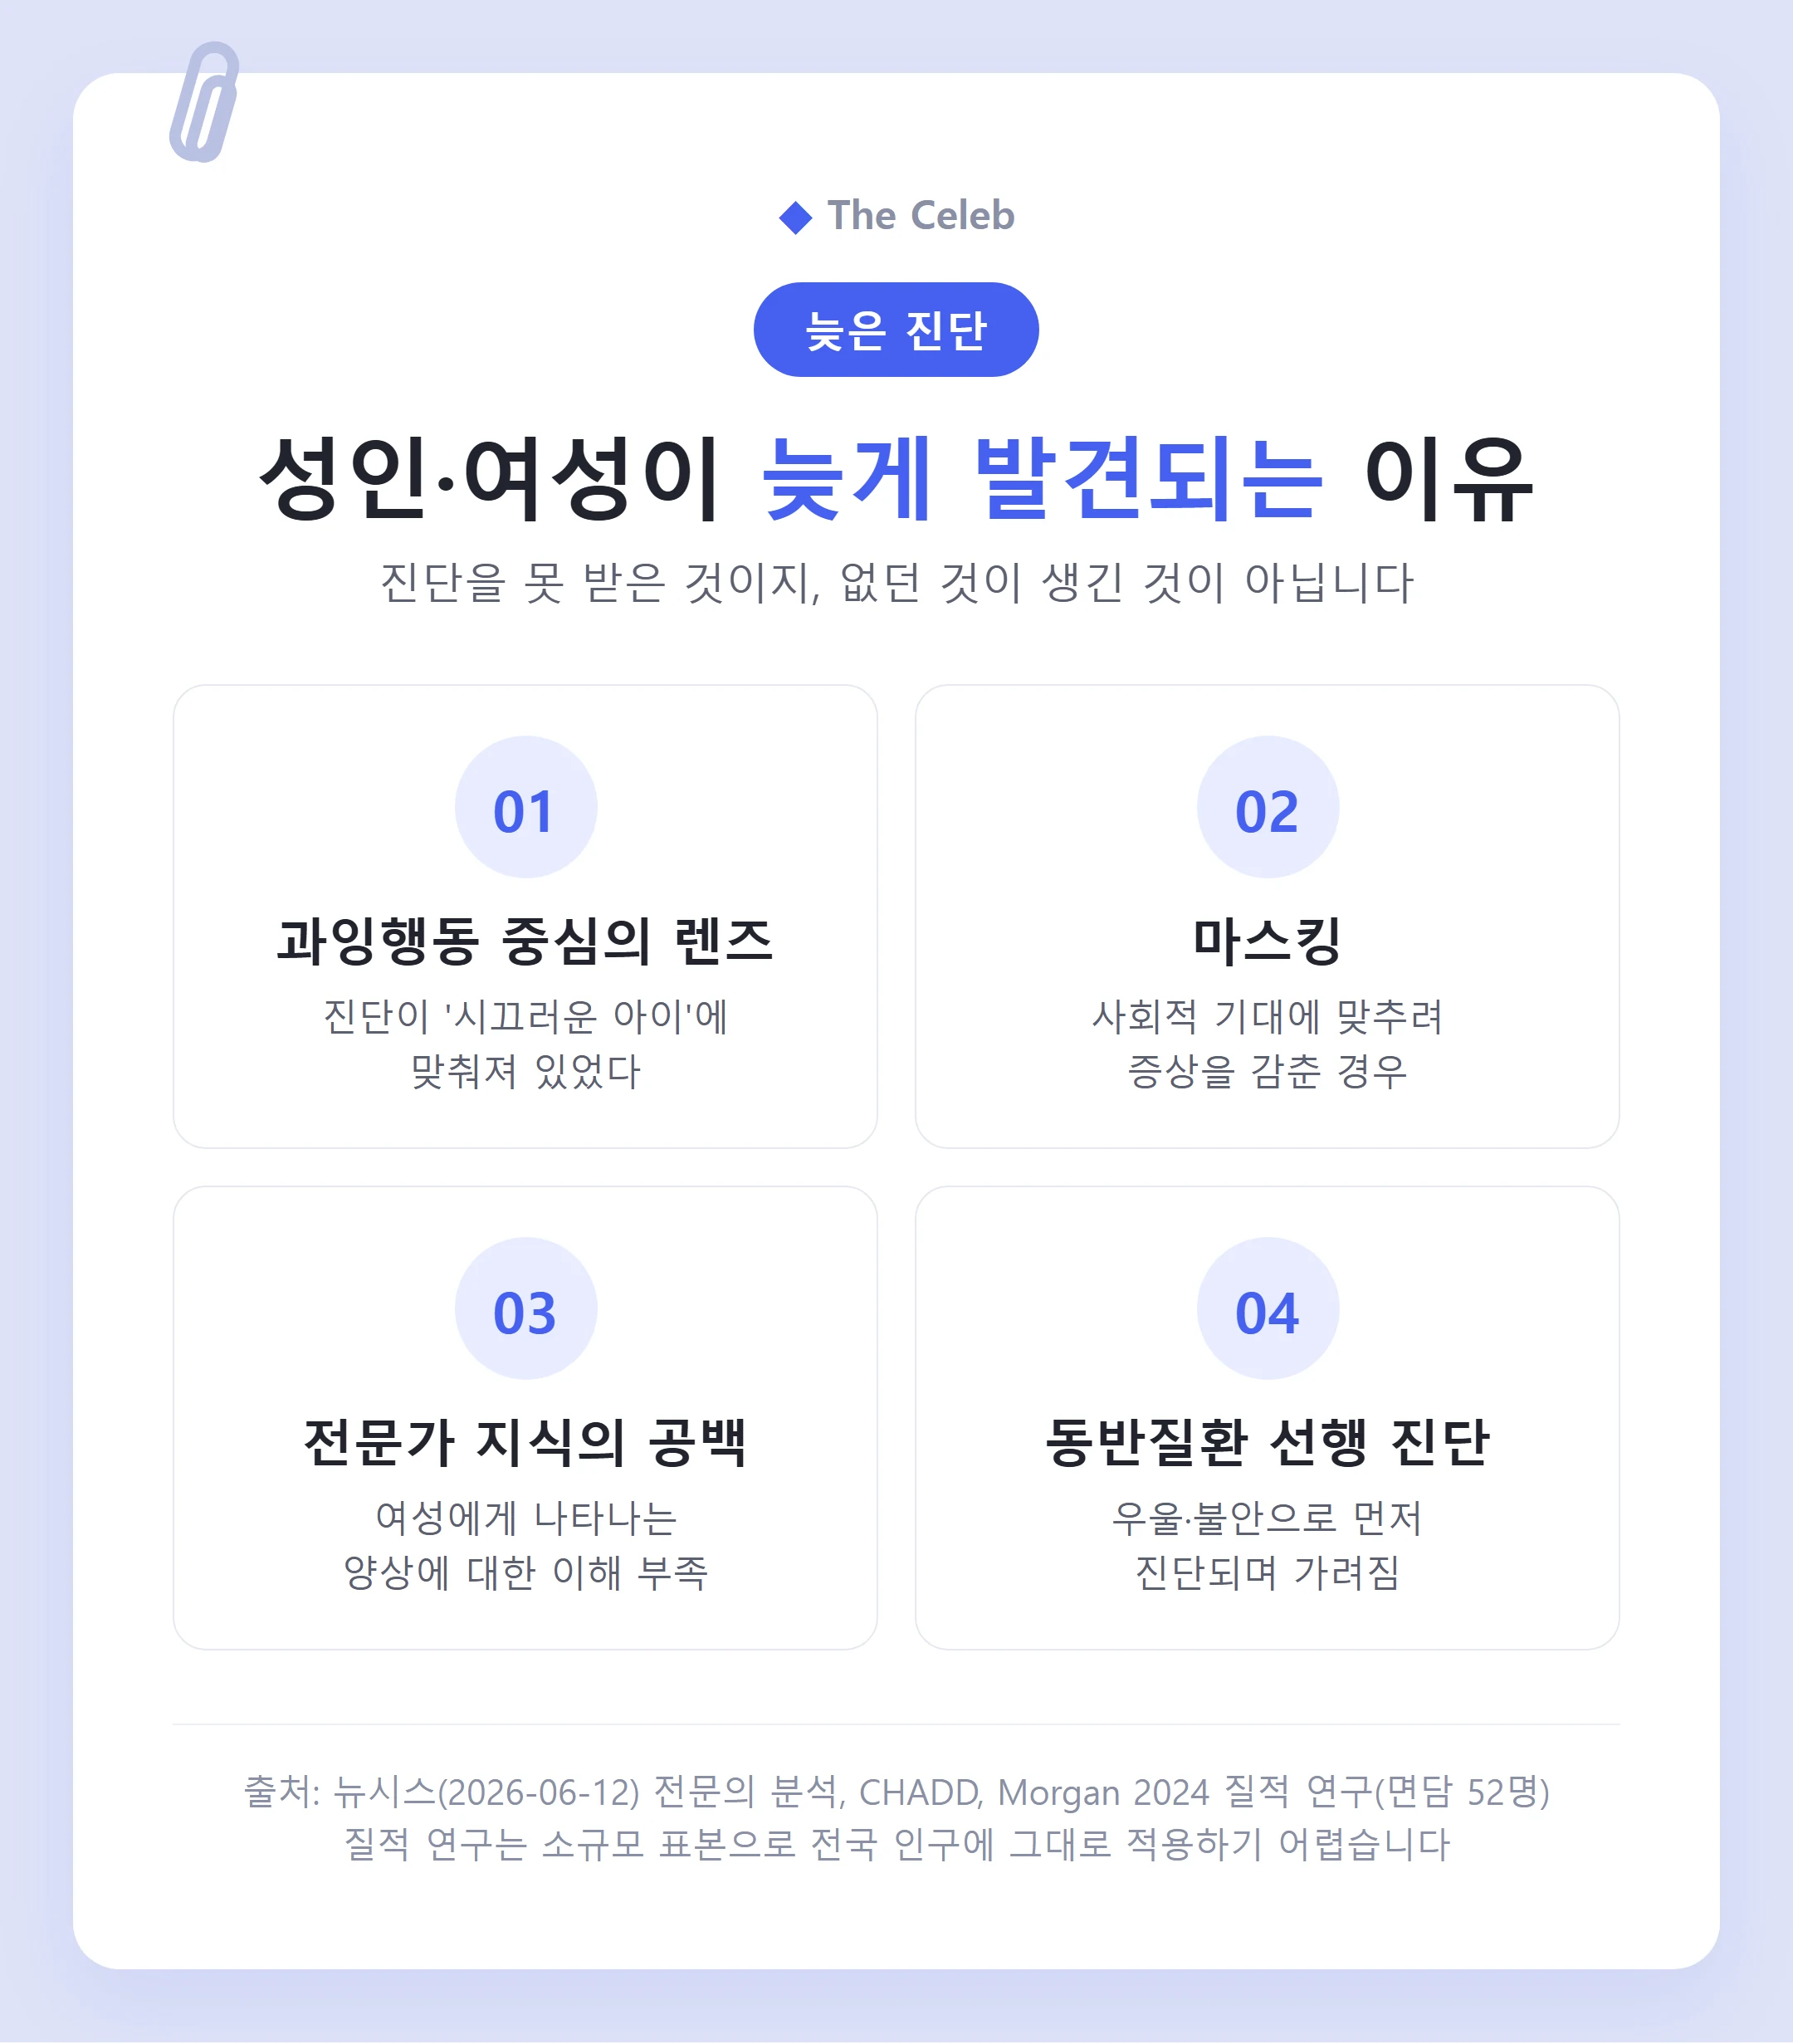 ◆ The Celeb
늦은 진단
성인·여성이 늦게 발견되는 이유
진단을 못 받은 것이지, 없던 것이 생긴 것이 아닙니다
01
과잉행동 중심의 렌즈
진단이 '시끄러운 아이'에
맞춰져 있었다
02
마스킹
사회적 기대에 맞추려
증상을 감춘 경우
03
전문가 지식의 공백
여성에게 나타나는
양상에 대한 이해 부족
04
동반질환 선행 진단
우울·불안으로 먼저
진단되며 가려짐
출처: 뉴시스(2026-06-12) 전문의 분석, CHADD, Morgan 2024 질적 연구(면담 52명)
질적 연구는 소규모 표본으로 전국 인구에 그대로 적용하기 어렵습니다